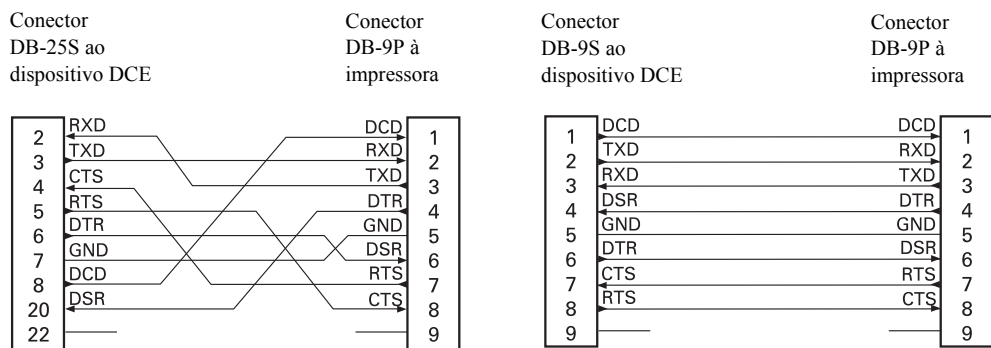 Conector
DB-25S ao
dispositivo DCE
Conector
DB-9P à
impressora
2 RXD DCD 1
3 TXD RXD 2
4 CTS TXD 3
5 RTS DTR 4
6 DTR GND 5
7 GND DSR 6
8 DCD RTS 7
20 DSR CTS 8
22 9
Conector
DB-9S ao
dispositivo DCE
Conector
DB-9P à
impressora
1 DCD DCD 1
2 TXD RXD 2
3 RXD TXD 3
4 DSR DTR 4
5 GND GND 5
6 DTR DSR 6
7 CTS RTS 7
8 RTS CTS 8
9 9